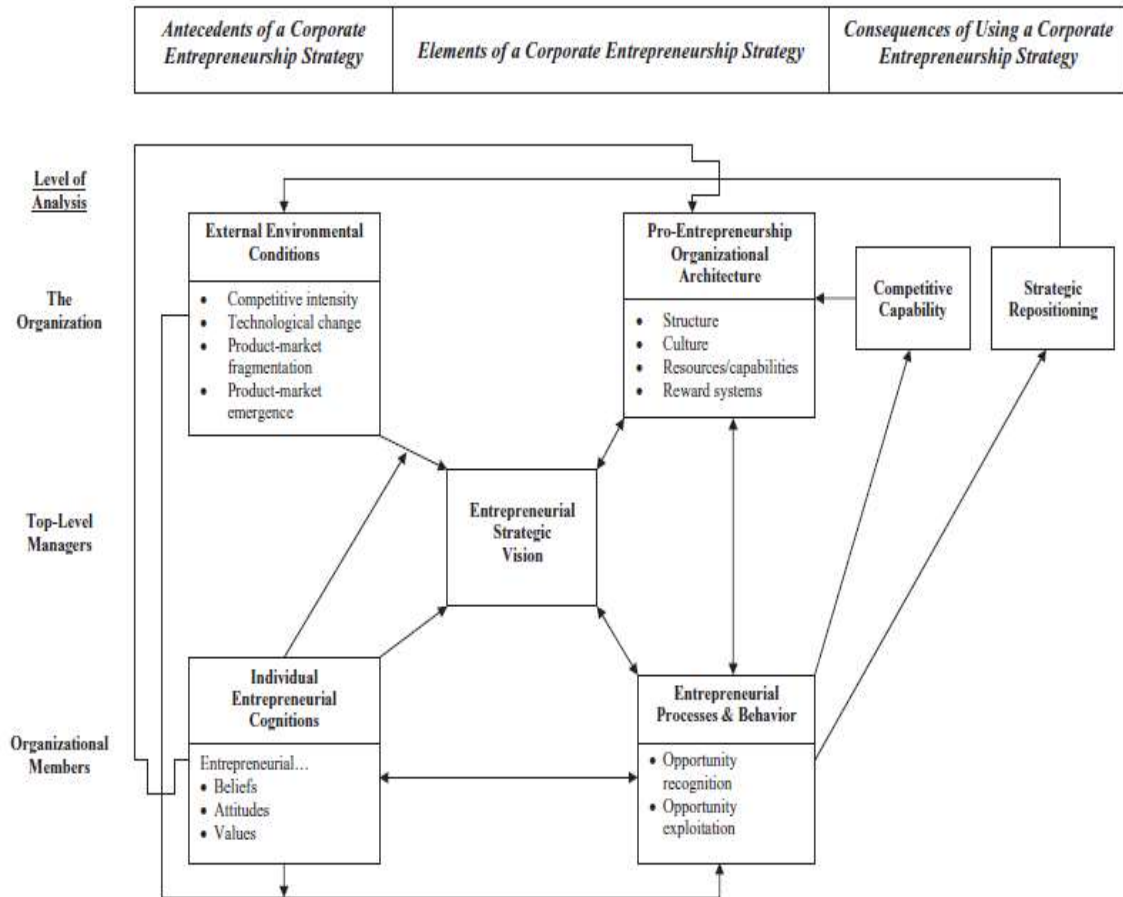 Antecedents of a Corporate
Entrepreneurship Strategy
Elements of a Corporate Entrepreneurship Strategy
Consequences of Using a Corporate
Entrepreneurship Strategy
Level of
Analysis
The
Organization
Top-Level
Managers
Organizational
Members
External Environmental
Conditions
• Competitive intensity
• Technological change
• Product-market
fragmentation
• Product-market
emergence
Individual
Entrepreneurial
Cognitions
Entrepreneurial…
• Beliefs
• Attitudes
• Values
Entrepreneurial
Strategic
Vision
Pro-Entrepreneurship
Organizational
Architecture
• Structure
• Culture
• Resources/capabilities
• Reward systems
Entrepreneurial
Processes & Behavior
• Opportunity
recognition
• Opportunity
exploitation
Competitive
Capability
Strategic
Repositioning